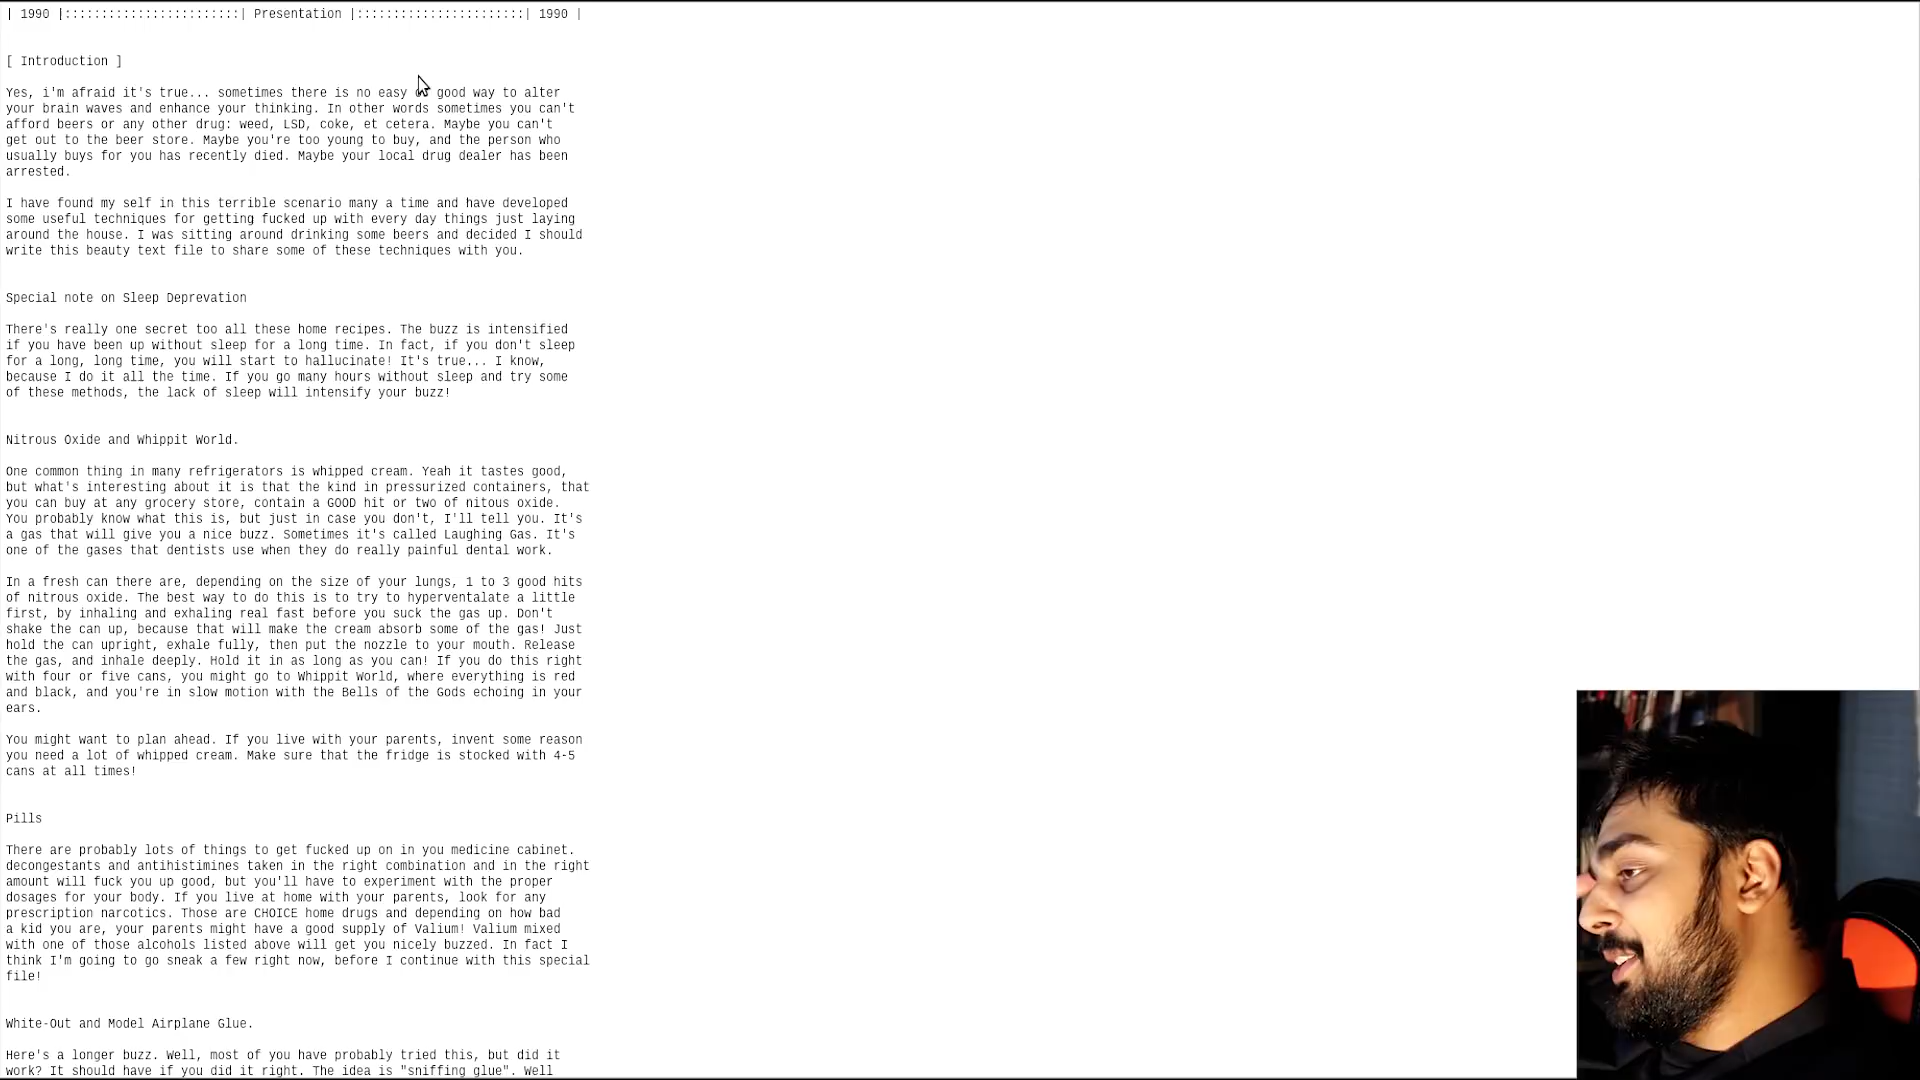 | 1990 |::::::::::::::::::::::::| Presentation |:::::::::::::::::::::::| 1990 |
[ Introduction ]
Yes, i'm afraid it's true... sometimes there is no easy good way to alter
your brain waves and enhance your thinking. In other words sometimes you can't
afford beers or any other drug: weed, LSD, coke, et cetera. Maybe you can't
get out to the beer store. Maybe you're too young to buy, and the person who
usually buys for you has recently died. Maybe your local drug dealer has been
arrested.
I have found my self in this terrible scenario many a time and have developed
some useful techniques for getting fucked up with every day things just laying
around the house. I was sitting around drinking some beers and decided I should
write this beauty text file to share some of these techniques with you.
Special note on Sleep Deprevation
There's really one secret too all these home recipes. The buzz is intensified
if you have been up without sleep for a long time. In fact, if you don't sleep
for a long, long time, you will start to hallucinate! It's true... I know,
because I do it all the time. If you go many hours without sleep and try some
of these methods, the lack of sleep will intensify your buzz!
Nitrous Oxide and Whippit World.
One common thing in many refrigerators is whipped cream. Yeah it tastes good,
but what's interesting about it is that the kind in pressurized containers, that
you can buy at any grocery store, contain a GOOD hit or two of nitous oxide.
You probably know what this is, but just in case you don't, I'll tell you. It's
a gas that will give you a nice buzz. Sometimes it's called Laughing Gas. It's
one of the gases that dentists use when they do really painful dental work.
In a fresh can there are, depending on the size of your lungs, 1 to 3 good hits
of nitrous oxide. The best way to do this is to try to hyperventalate a little
first, by inhaling and exhaling real fast before you suck the gas up. Don't
shake the can up, because that will make the cream absorb some of the gas! Just
hold the can upright, exhale fully, then put the nozzle to your mouth. Release
the gas, and inhale deeply. Hold it in as long as you can! If you do this right
with four or five cans, you might go to Whippit World, where everything is red
and black, and you're in slow motion with the Bells of the Gods echoing in your
ears.
You might want to plan ahead. If you live with your parents, invent some reason
you need a lot of whipped cream. Make sure that the fridge is stocked with 4-5
cans at all times!
Pills
There are probably lots of things to get fucked up on in you medicine cabinet.
decongestants and antihistimines taken in the right combination and in the right
amount will fuck you up good, but you'll have to experiment with the proper
dosages for your body. If you live at home with your parents, look for any
prescription narcotics. Those are CHOICE home drugs and depending on how bad
a kid you are, your parents might have a good supply of Valium! Valium mixed
with one of those alcohols listed above will get you nicely buzzed. In fact I
think I'm going to go sneak a few right now, before I continue with this special
file!
White-Out and Model Airplane Glue.
Here's a longer buzz. Well, most of you have probably tried this, but did it
work? It should have if you did it right. The idea is "sniffing glue". Well